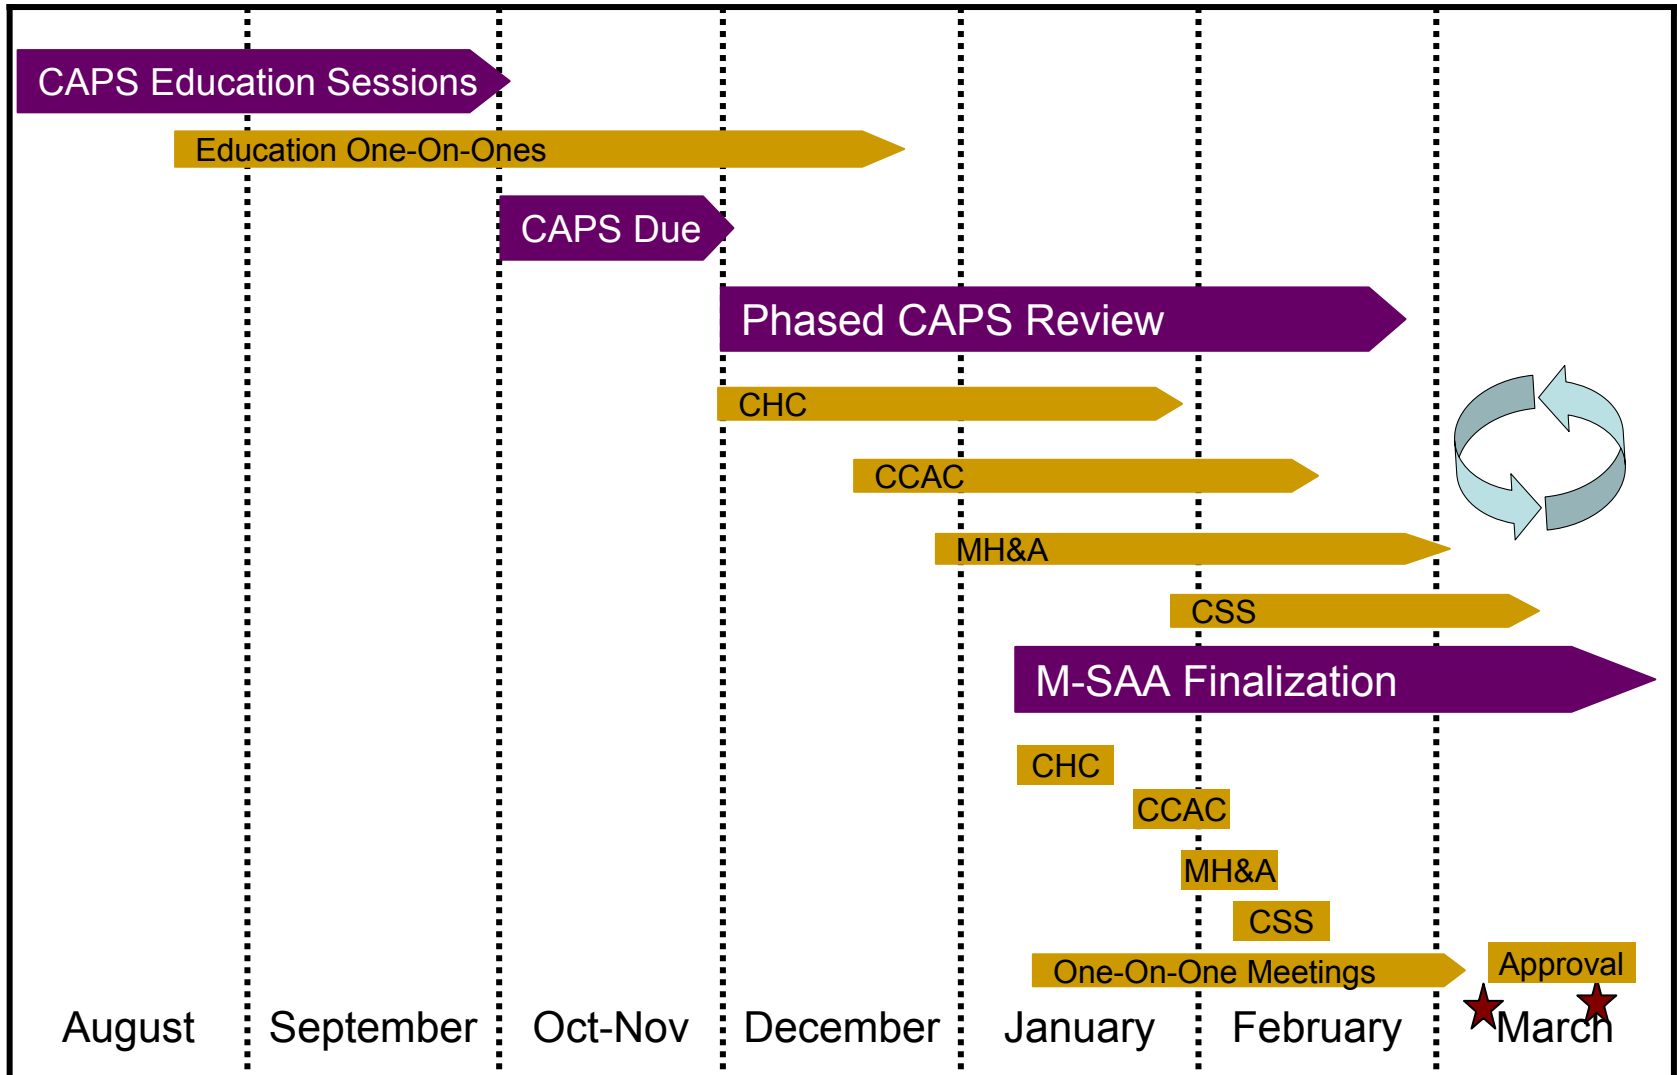 CAPS Education Sessions
Education One-On-Ones
CAPS Due
Phased CAPS Review
CHC
CCAC
MH&A
CSS
M-SAA Finalization
CHC
CCAC
MH&A
CSS
One-On-One Meetings
Approval
August
September
Oct-Nov
December
January
February
March